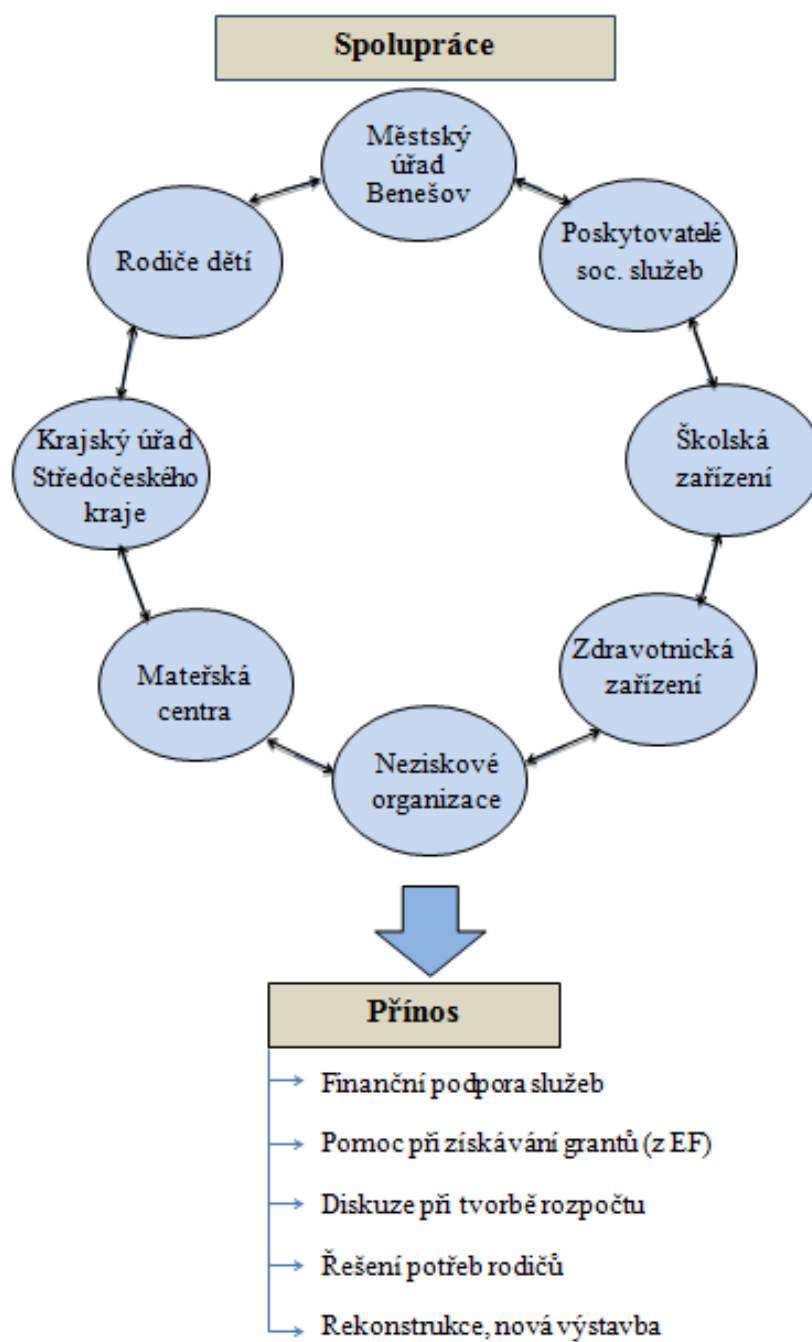 Spolupráce
Městský
úřad
Benešov
Poskytovatelé
soc. služeb
Rodiče dětí
Školská
zařízení
Krajský úřad
Středočeského
kraje
Zdravotnická
zařízení
Mateřská
centra
Neziskové
organizace
Přínos
Finanční podpora služeb
Pomoc při získávání grantů (z EF)
Diskuze při tvorbě rozpočtu
Řešení potřeb rodičů
Rekonstrukce, nová výstavba